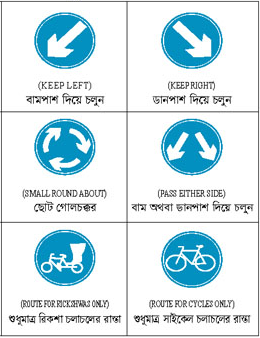 (KEEP LEFT)
বামপাশ দিয়ে চলুন
(KEEP RIGHT)
ডানপাশ দিয়ে চলুন
(SMALL ROUND ABOUT)
ছোট গোলচক্কর
(PASS EITHER SIDE)
বাম অথবা ডানপাশ দিয়ে চলুন
(ROUTE FOR RICKSHWAS ONLY)
শুধুমাত্র রিকশা চলাচলের রাস্তা
(ROUTE FOR CYCLES ONLY)
শুধুমাত্র সাইকেল চলাচলের রাস্তা